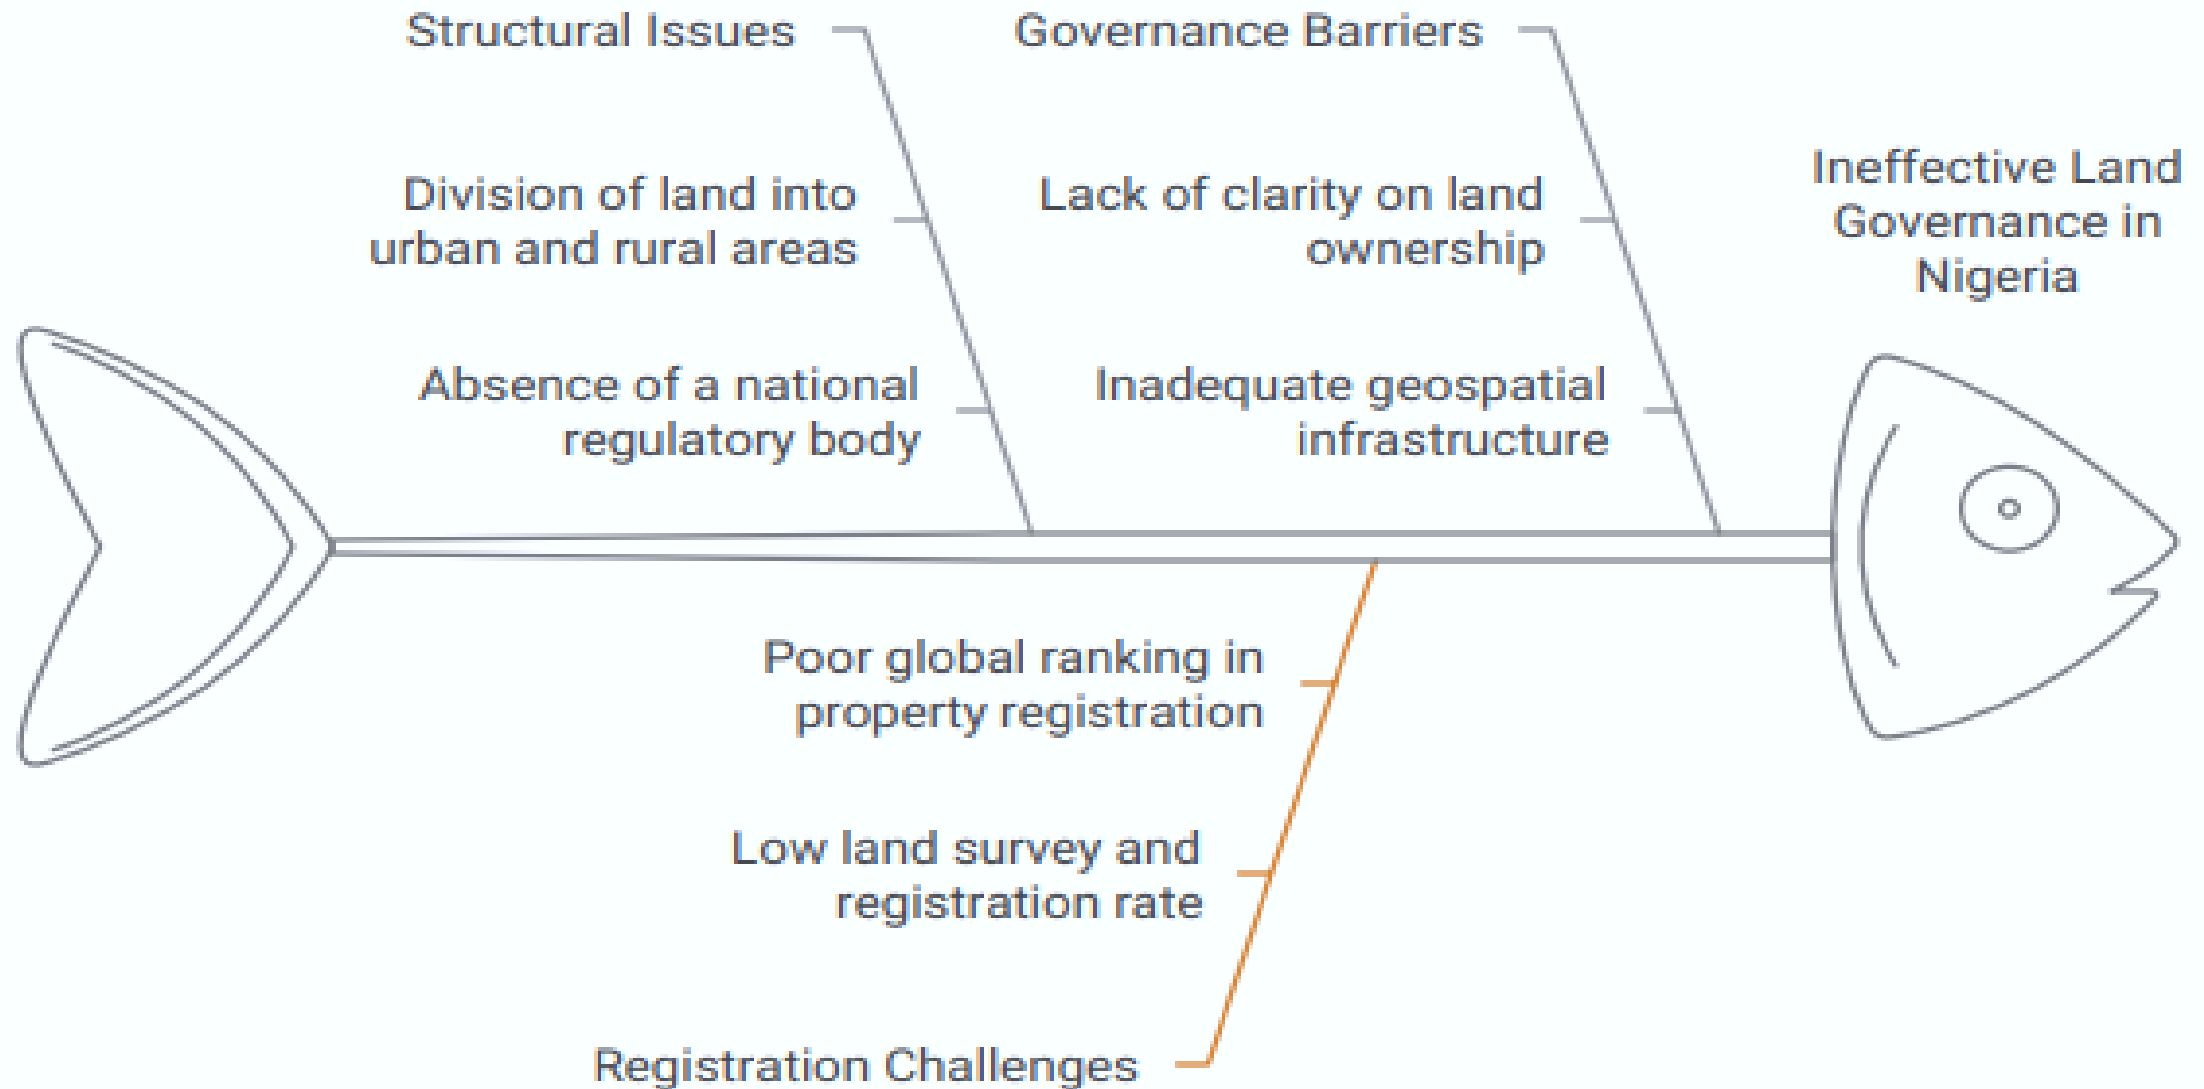 Structural Issues
Governance Barriers
Division of land into
urban and rural areas
Lack of clarity on land
ownership
Ineffective Land
Governance in
Nigeria
Absence of a national
regulatory body
Inadequate geospatial
infrastructure
Poor global ranking in
property registration
Low land survey and
registration rate
Registration Challenges